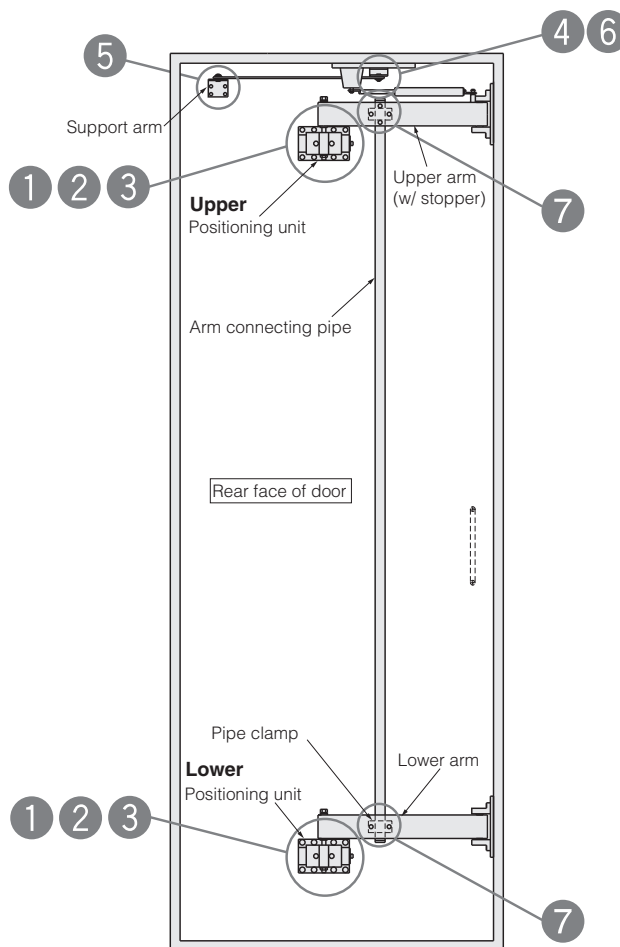 4 6
5
Support arm
1 2 3
Upper
Positioning unit
Upper arm
(w/ stopper)
7
Arm connecting pipe
Rear face of door
Pipe clamp
Lower
Positioning unit
Lower arm
1 2 3
7